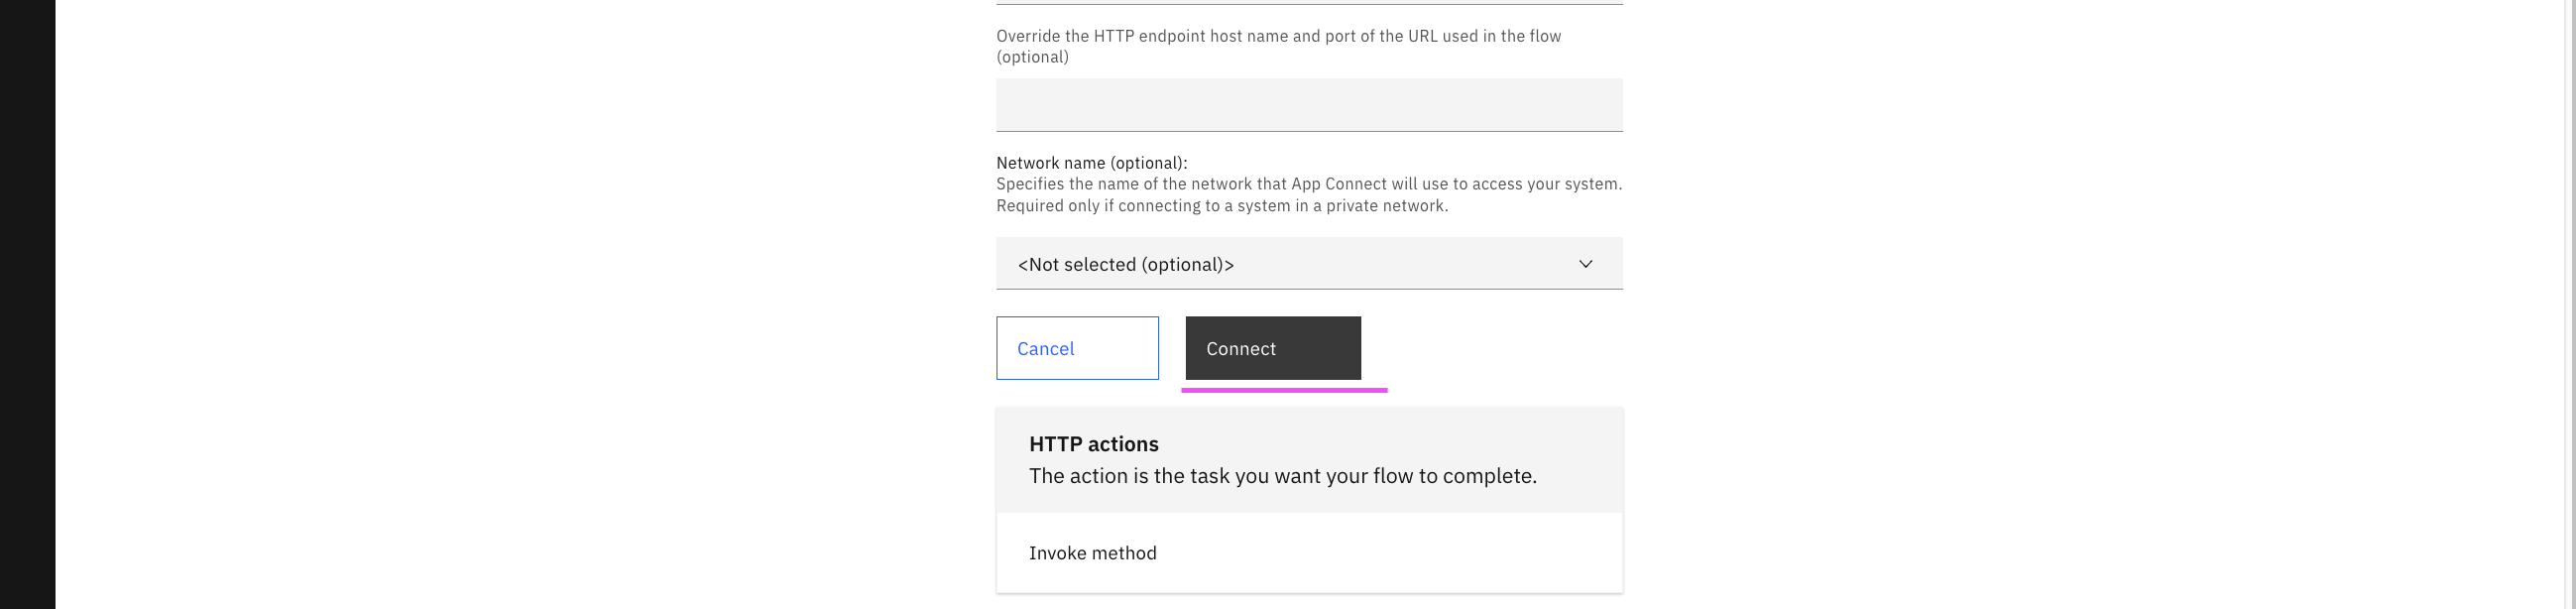 Override the HTTP endpoint host name and port of the URL used in the flow
(optional)
Network name (optional):
Specifies the name of the network that App Connect will use to access your system.
Required only if connecting to a system in a private network.
<Not selected (optional)>
Cancel
Connect
HTTP actions
The action is the task you want your flow to complete.
Invoke method